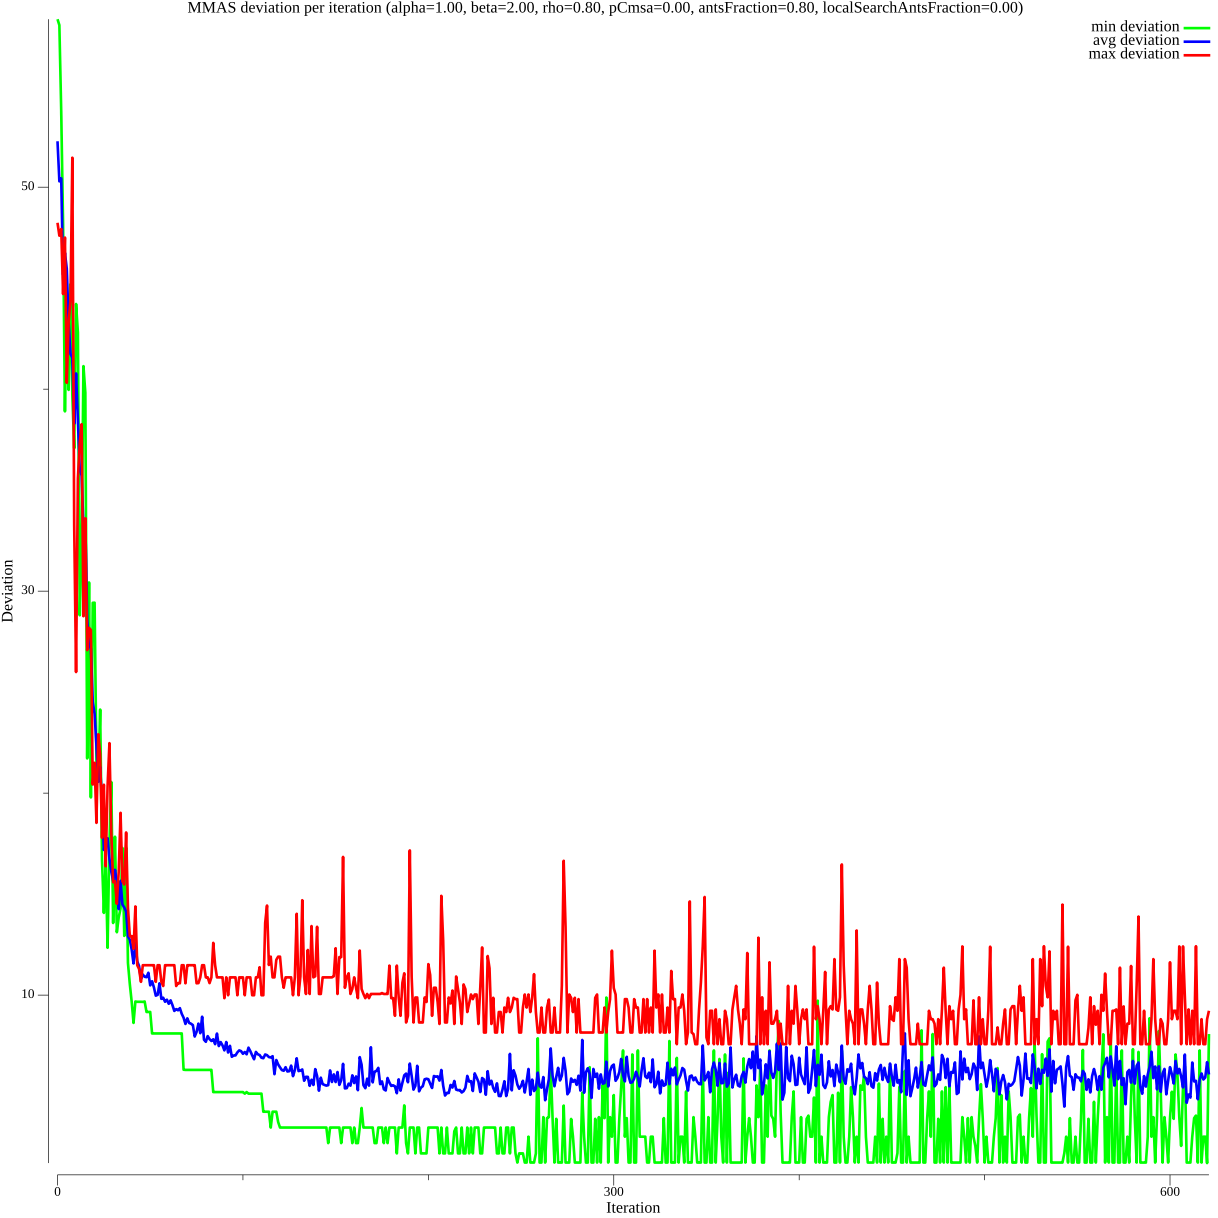 MMAS deviation per iteration (alpha=1.00, beta=2.00, rho=0.80, pCmsa=0.00, antsFraction=0.80, localSearchAntsFraction=0.00)
min deviation
avg deviation
max deviation
50
30
10
Deviation
0
300
600
Iteration